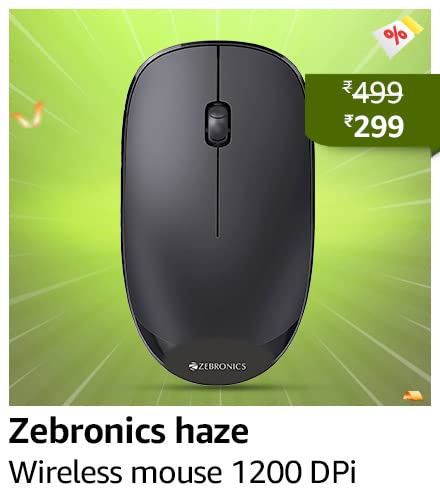 %
₹499
₹299
ZEBRONICS
Zebronics haze
Wireless mouse 1200 DPi